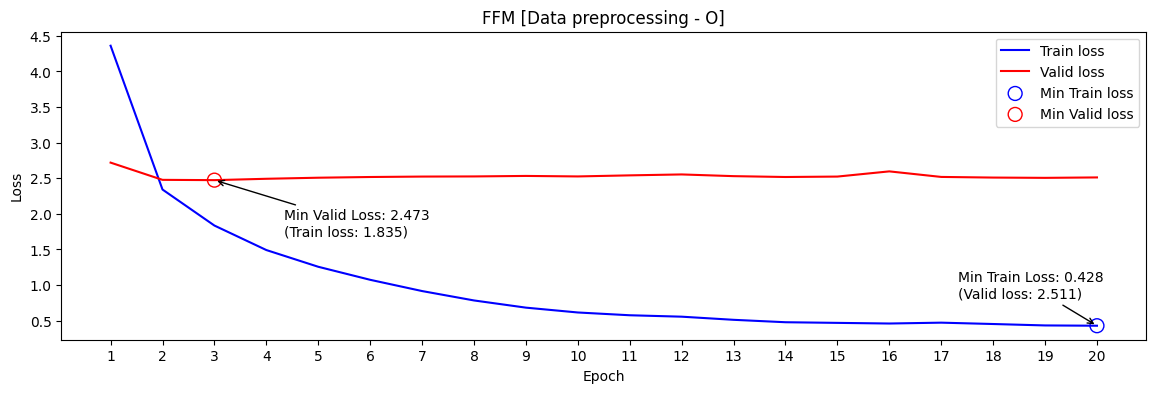 FFM [Data preprocessing - O]
4.5
4.0
3.5
3.0
2.5
2.0
1.5
1.0
0.5
Loss
Train loss
Valid loss
Min Train loss
Min Valid loss
Min Valid Loss: 2.473
(Train loss: 1.835)
Min Train Loss: 0.428
(Valid loss: 2.511)
1 2 3 4 5 6 7 8 9 10 11 12 13 14 15 16 17 18 19 20
Epoch